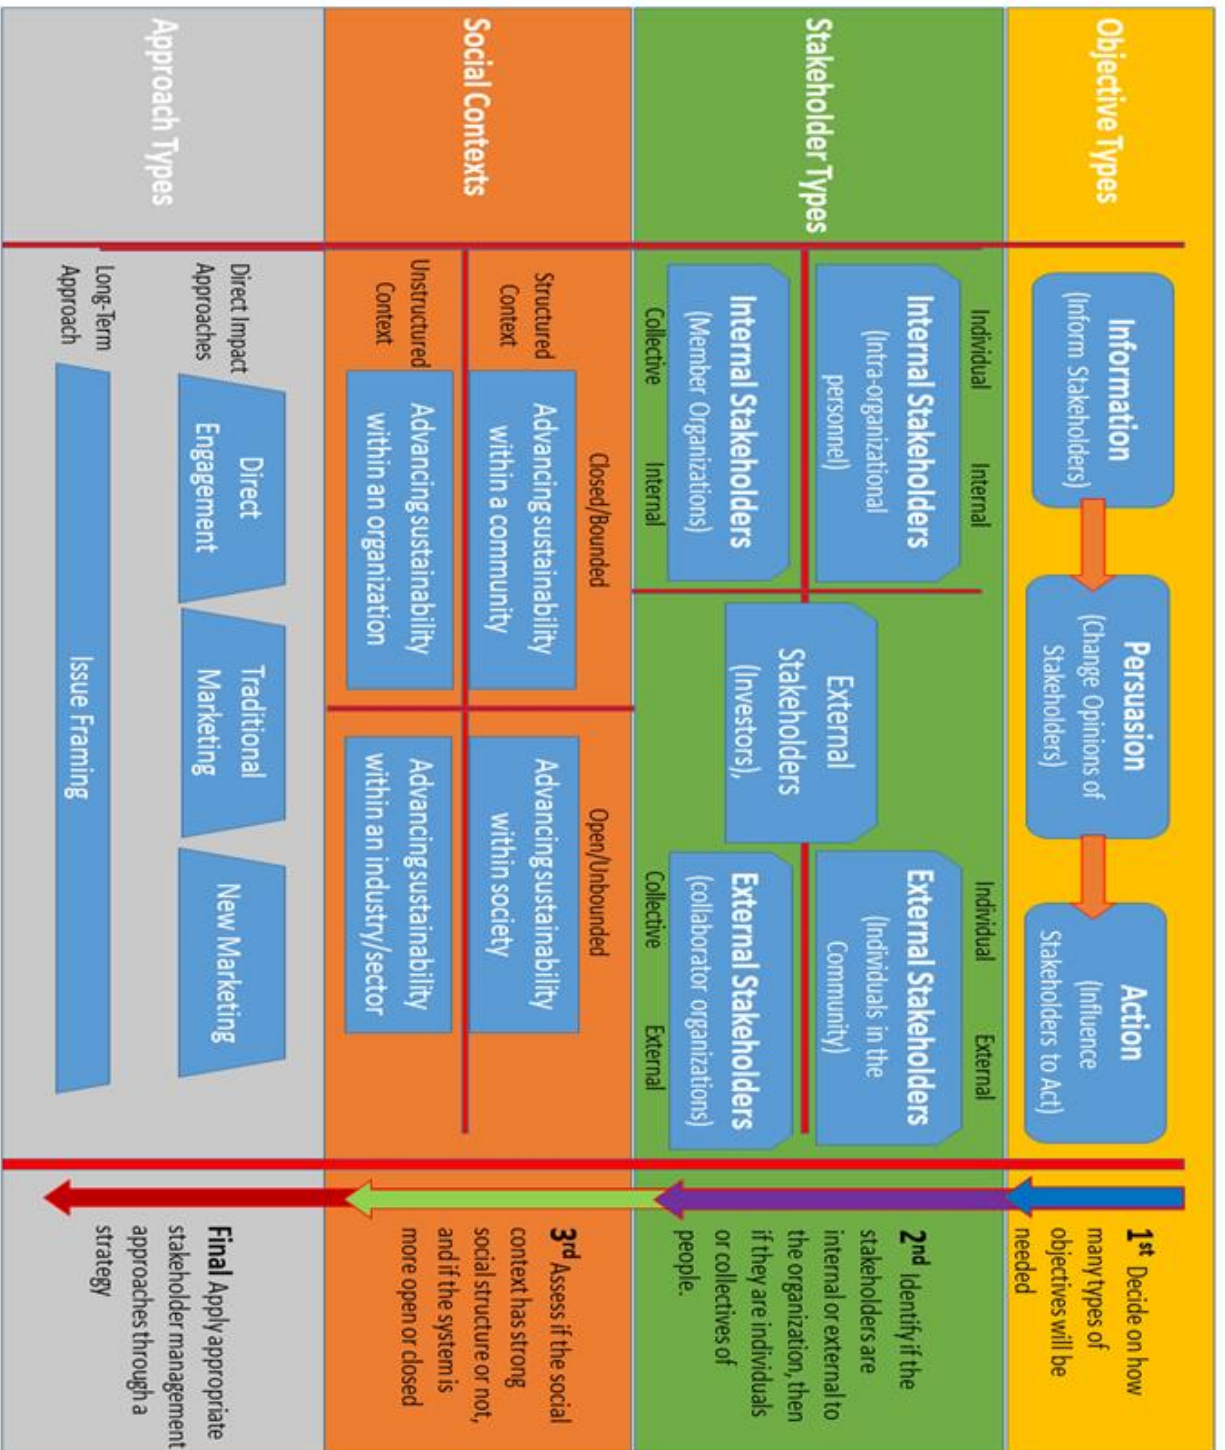 Objective Types
Information
(Inform Stakeholders)
Persuasion
(Change Opinions of
Stakeholders)
Action
(Influence
Stakeholders to Act)
1st Decide on how
many types of
objectives will be
needed
Stakeholder Types
Individual Internal
Internal Stakeholders
(Intra-organizational
personnel)
Internal Stakeholders
(Member Organizations)
Collective Internal
External
Stakeholders
(Investors),
Individual External
External Stakeholders
(Individuals in the
Community)
External Stakeholders
(collaborator organizations)
Collective External
2nd Identify if the
stakeholders are
internal or external to
the organization, then
if they are individuals
or collectives of
people.
Social Contexts
Closed/Bounded
Open/Unbounded
Structured
Context
Advancing sustainability
within a community
Advancing sustainability
within society
Unstructured
Context
Advancing sustainability
within an organization
Advancing sustainability
within an industry/sector
3rd Assess if the social
context has strong
social structure or not,
and if the system is
more open or closed
Approach Types
Direct Impact
Approaches
Direct
Engagement
Traditional
Marketing
New Marketing
Long-Term
Approach
Issue Framing
Final Apply appropriate
stakeholder management
approaches through a
strategy